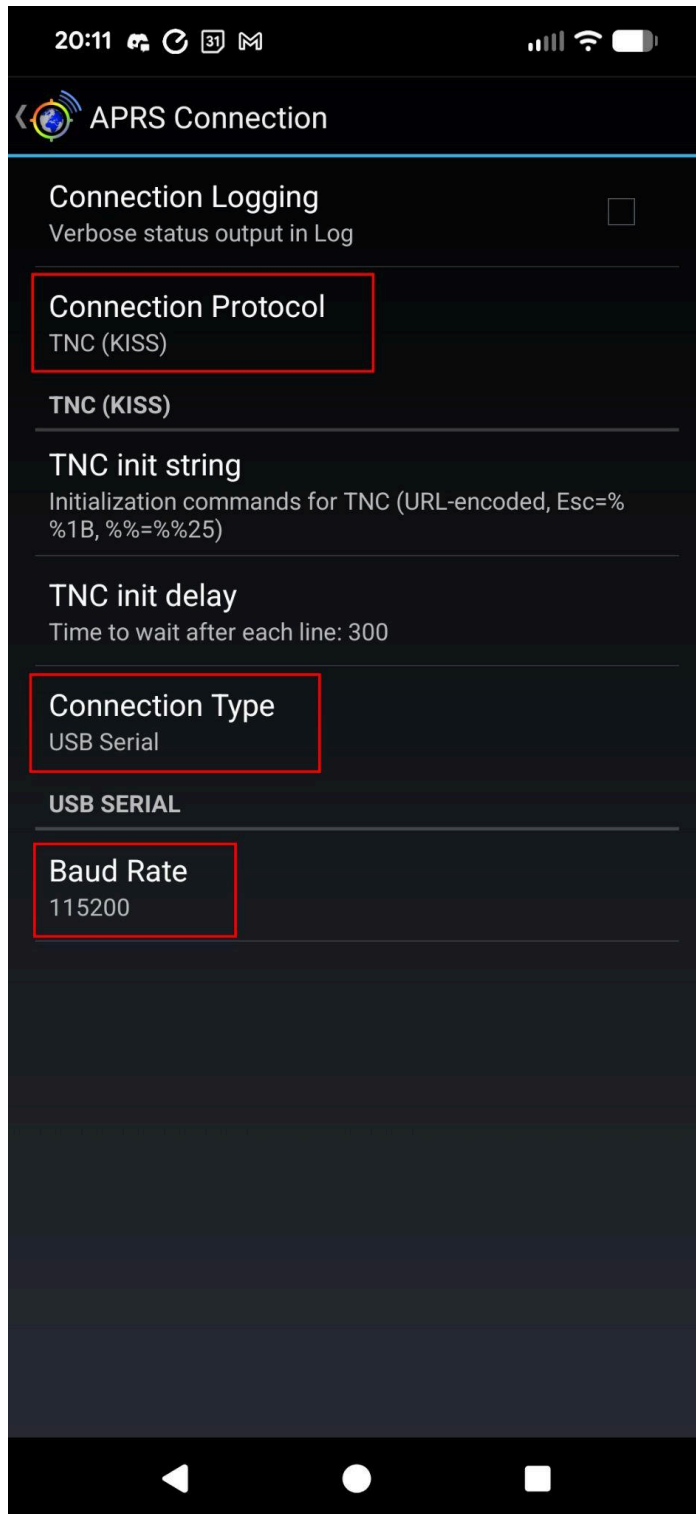 20:11
31
APRS Connection
Connection Logging
Verbose status output in Log
Connection Protocol
TNC (KISS)
TNC (KISS)
TNC init string
Initialization commands for TNC (URL-encoded, Esc=%
%1B, %%=%%25)
TNC init delay
Time to wait after each line: 300
Connection Type
USB Serial
USB SERIAL
Baud Rate
115200